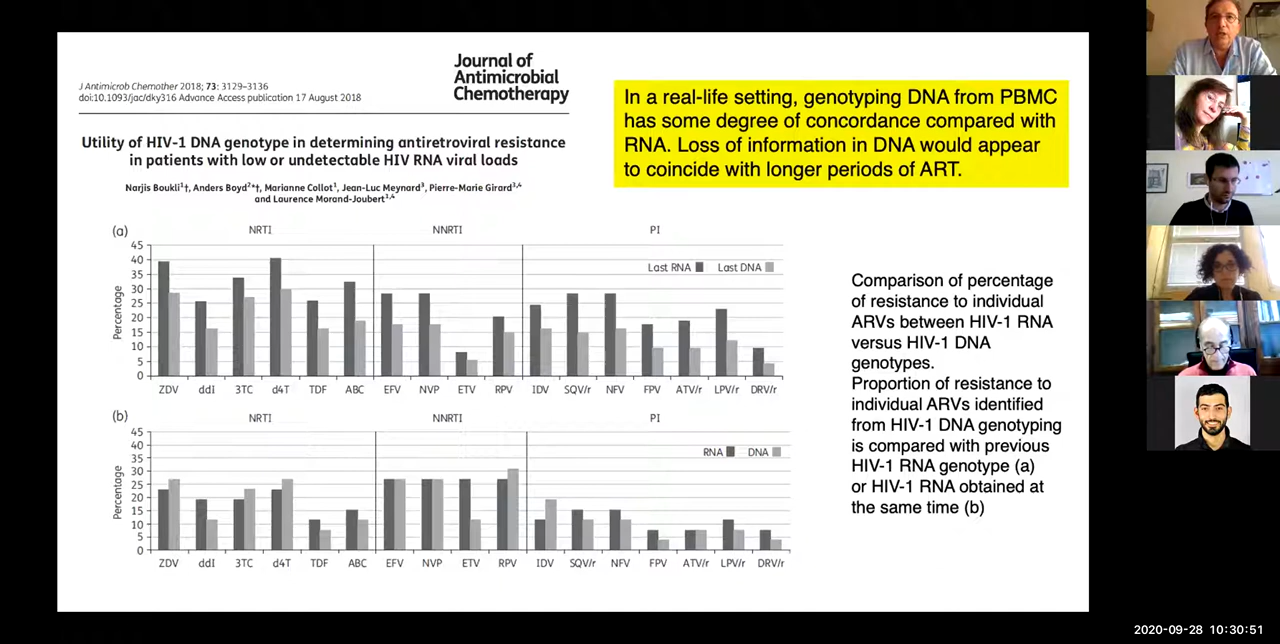 J Antimicrob Chemother 2018; 73: 3129–3136
doi:10.1093/jac/dky316 Advance Access publication 17 August 2018
Journal of
Antimicrobial
Chemotherapy
Utility of HIV-1 DNA genotype in determining antiretroviral resistance
in patients with low or undetectable HIV RNA viral loads
Narjis Boukli1†, Anders Boyd2*†, Marianne Collot1, Jean-Luc Meynard3, Pierre-Marie Girard3,4
and Laurence Morand-Joubert1,4
In a real-life setting, genotyping DNA from PBMC
has some degree of concordance compared with
RNA. Loss of information in DNA would appear
to coincide with longer periods of ART.
(a)
NRTI NNRTI PI
Last RNA Last DNA
Percentage
45
40
35
30
25
20
15
10
5
0
ZDV ddI 3TC d4T TDF ABC EFV NVP ETV RPV IDV SQV/r NFV FPV ATV/r LPV/r DRV/r
(b)
NRTI NNRTI PI
RNA DNA
Percentage
45
40
35
30
25
20
15
10
5
0
ZDV ddI 3TC d4T TDF ABC EFV NVP ETV RPV IDV SQV/r NFV FPV ATV/r LPV/r DRV/r
Comparison of percentage
of resistance to individual
ARVs between HIV-1 RNA
versus HIV-1 DNA
genotypes.
Proportion of resistance to
individual ARVs identified
from HIV-1 DNA genotyping
is compared with previous
HIV-1 RNA genotype (a)
or HIV-1 RNA obtained at
the same time (b)
2020-09-28 10:30:51